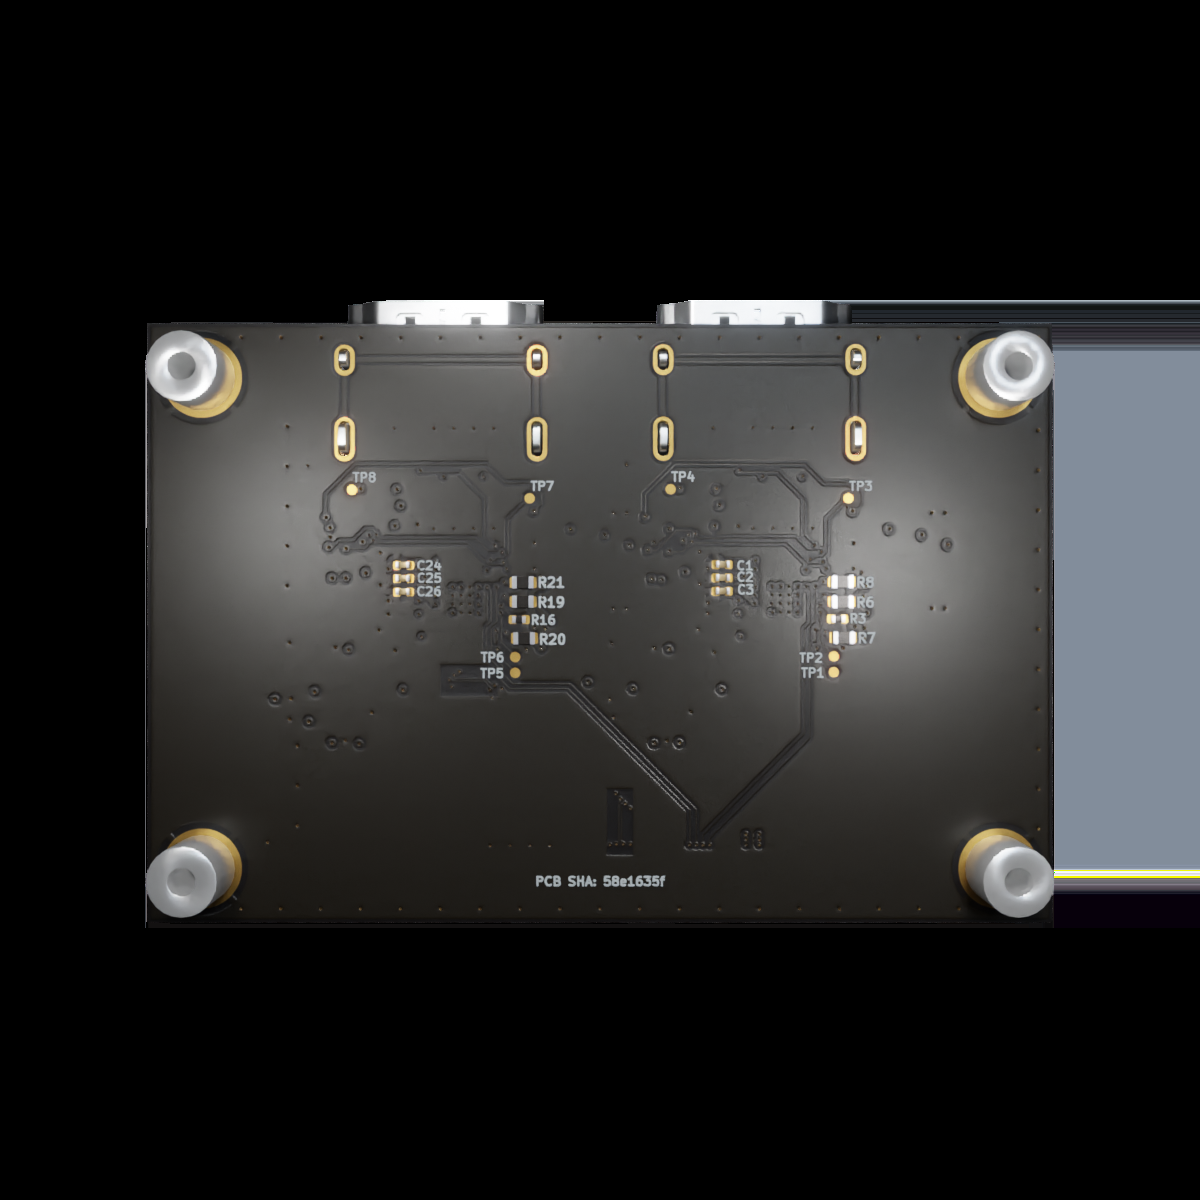 TP8
TP7
TP4
TP3
C24
C25
C26
C1
C2
C3
R21
R19
R16
R20
R8
R6
R3
R7
TP6
TP5
TP2
TP1
PCB SHA: 58e1635f